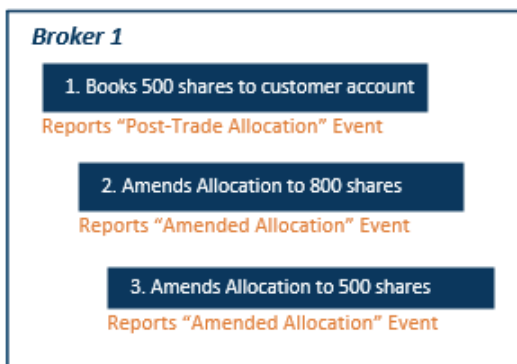 Broker 1
1. Books 500 shares to customer account
Reports “Post-Trade Allocation” Event
2. Amends Allocation to 800 shares
Reports “Amended Allocation” Event
3. Amends Allocation to 500 shares
Reports “Amended Allocation” Event